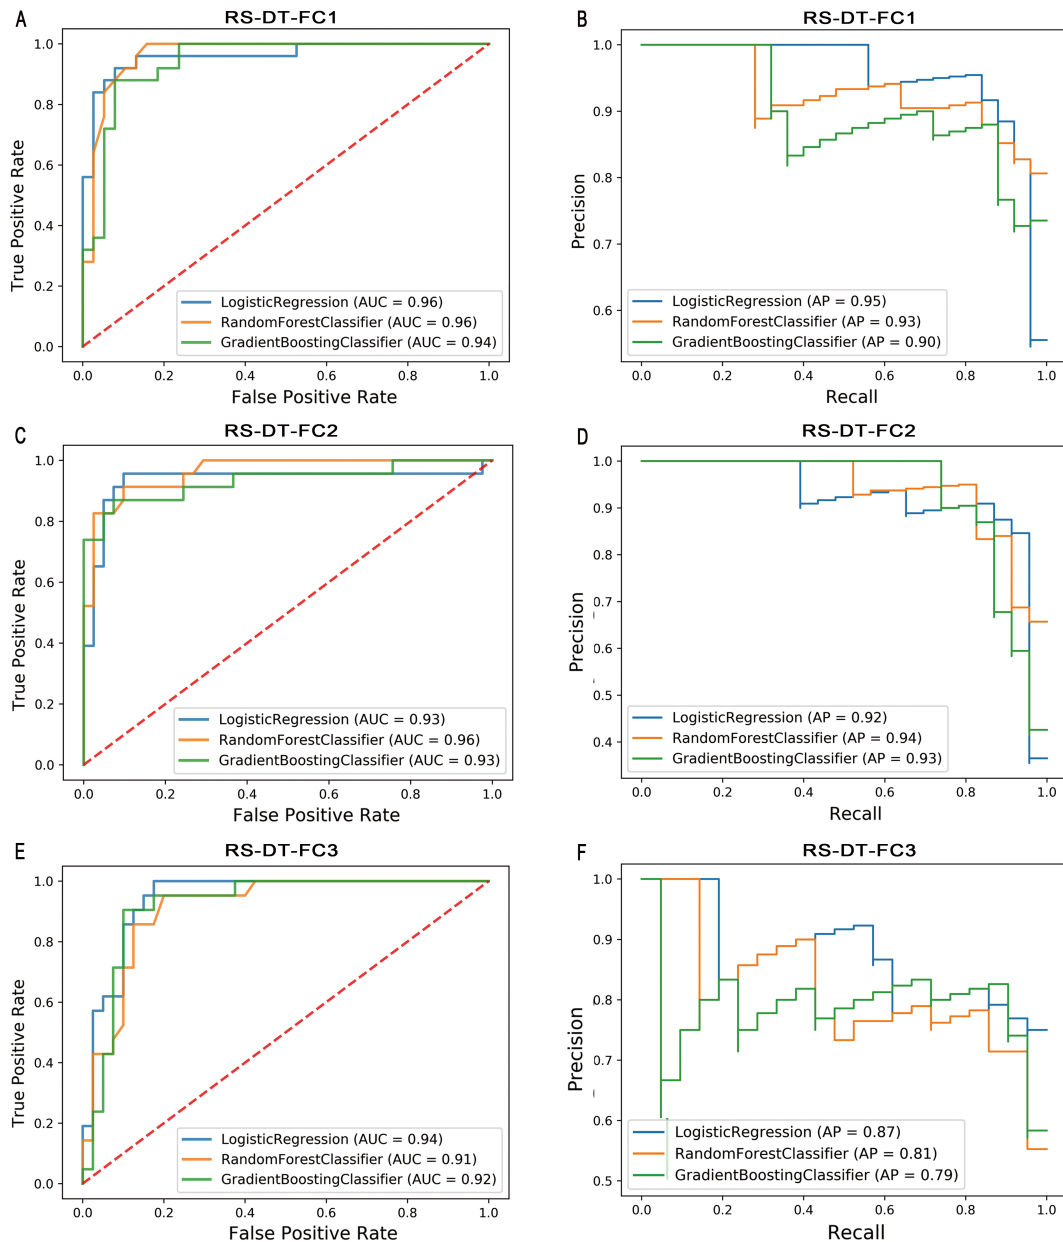 A
RS-DT-FC1
1.0
0.8
0.6
0.4
0.2
0.0
True Positive Rate
LogisticRegression (AUC = 0.96)
RandomForestClassifier (AUC = 0.96)
GradientBoostingClassifier (AUC = 0.94)
0.0 0.2 0.4 0.6 0.8 1.0
False Positive Rate
B
RS-DT-FC1
1.0
0.9
0.8
0.7
0.6
Precision
LogisticRegression (AP = 0.95)
RandomForestClassifier (AP = 0.93)
GradientBoostingClassifier (AP = 0.90)
0.0 0.2 0.4 0.6 0.8 1.0
Recall
C
RS-DT-FC2
1.0
0.8
0.6
0.4
0.2
0.0
True Positive Rate
LogisticRegression (AUC = 0.93)
RandomForestClassifier (AUC = 0.96)
GradientBoostingClassifier (AUC = 0.93)
0.0 0.2 0.4 0.6 0.8 1.0
False Positive Rate
D
RS-DT-FC2
1.0
0.9
0.8
0.7
0.6
0.5
0.4
Precision
LogisticRegression (AP = 0.92)
RandomForestClassifier (AP = 0.94)
GradientBoostingClassifier (AP = 0.93)
0.0 0.2 0.4 0.6 0.8 1.0
Recall
E
RS-DT-FC3
1.0
0.8
0.6
0.4
0.2
0.0
True Positive Rate
LogisticRegression (AUC = 0.94)
RandomForestClassifier (AUC = 0.91)
GradientBoostingClassifier (AUC = 0.92)
0.0 0.2 0.4 0.6 0.8 1.0
False Positive Rate
F
RS-DT-FC3
1.0
0.9
0.8
0.7
0.6
0.5
Precision
LogisticRegression (AP = 0.87)
RandomForestClassifier (AP = 0.81)
GradientBoostingClassifier (AP = 0.79)
0.0 0.2 0.4 0.6 0.8 1.0
Recall